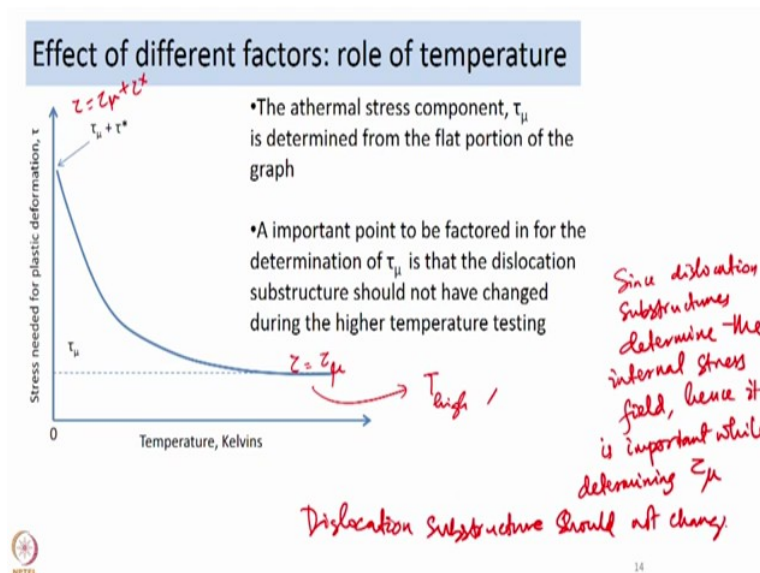 Effect of different factors: role of temperature
τ = τμ + τ*
τμ + τ*
Stress needed for plastic deformation, τ
•The athermal stress component, τμ
is determined from the flat portion of the
graph
•A important point to be factored in for the
determination of τμ is that the dislocation
substructure should not have changed
during the higher temperature testing
τμ
τ = τμ
T high
0
Temperature, Kelvins
Since dislocation
substructures
determine the
internal stress
field, hence it
is important while
determining τμ
Dislocation substructure should not change.
NPTEL
14